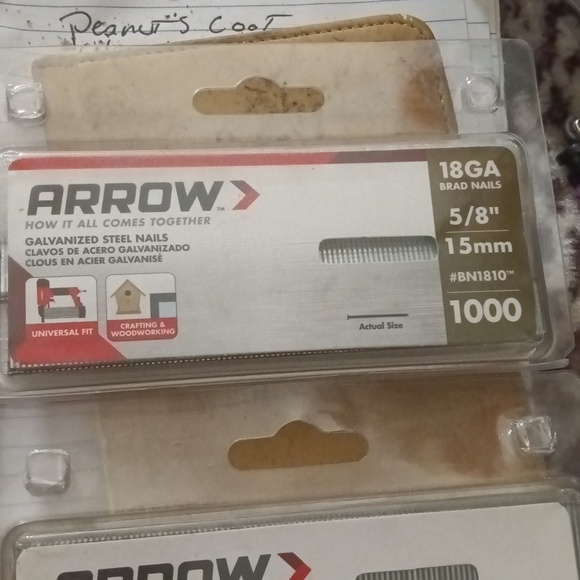 Peanut's Coat
ARROW™
HOW IT ALL COMES TOGETHER
GALVANIZED STEEL NAILS
CLAVOS DE ACERO GALVANIZADO
CLOUS EN ACIER GALVANISÉ
UNIVERSAL FIT
CRAFTING &
WOODWORKING
Actual Size
18GA
BRAD NAILS
5/8"
15mm
#BN1810™
1000
ARROW